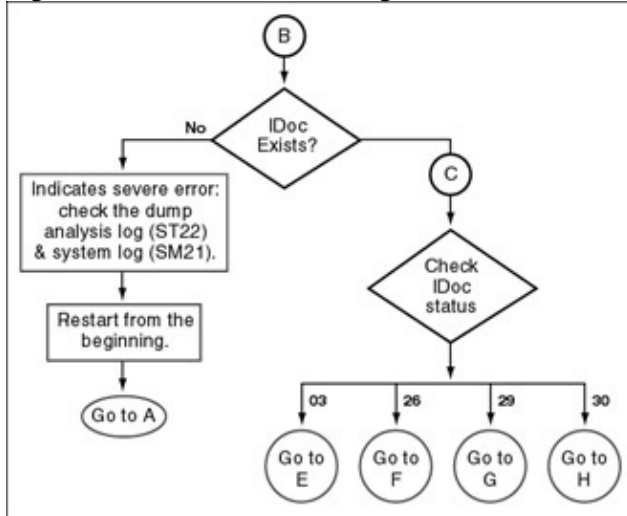 B
IDoc
Exists?
No
C
Indicates severe error:
check the dump
analysis log (ST22)
& system log (SM21).
Check
IDoc
status
Restart from the
beginning.
Go to A
03
26
29
30
Go to
E
Go to
F
Go to
G
Go to
H